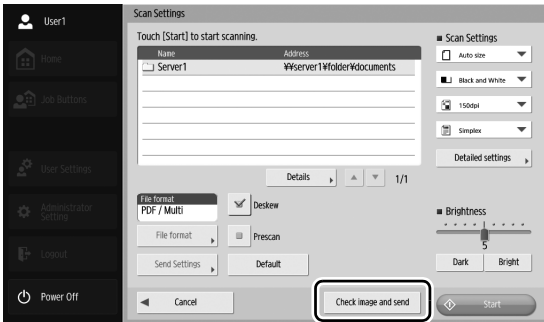 User1
Home
Job Buttons
User Settings
Administrator
Setting
Logout
Power Off
Scan Settings
Touch [Start] to start scanning.
Name Address
Server1 ¥¥server1¥folder¥documents
Details
1/1
File format
PDF / Multi
Deskew
File format
Prescan
Send Settings
Default
Cancel
Check image and send
Scan Settings
Auto size
Black and White
150dpi
Simplex
Detailed settings
Brightness
5
Dark Bright
Start